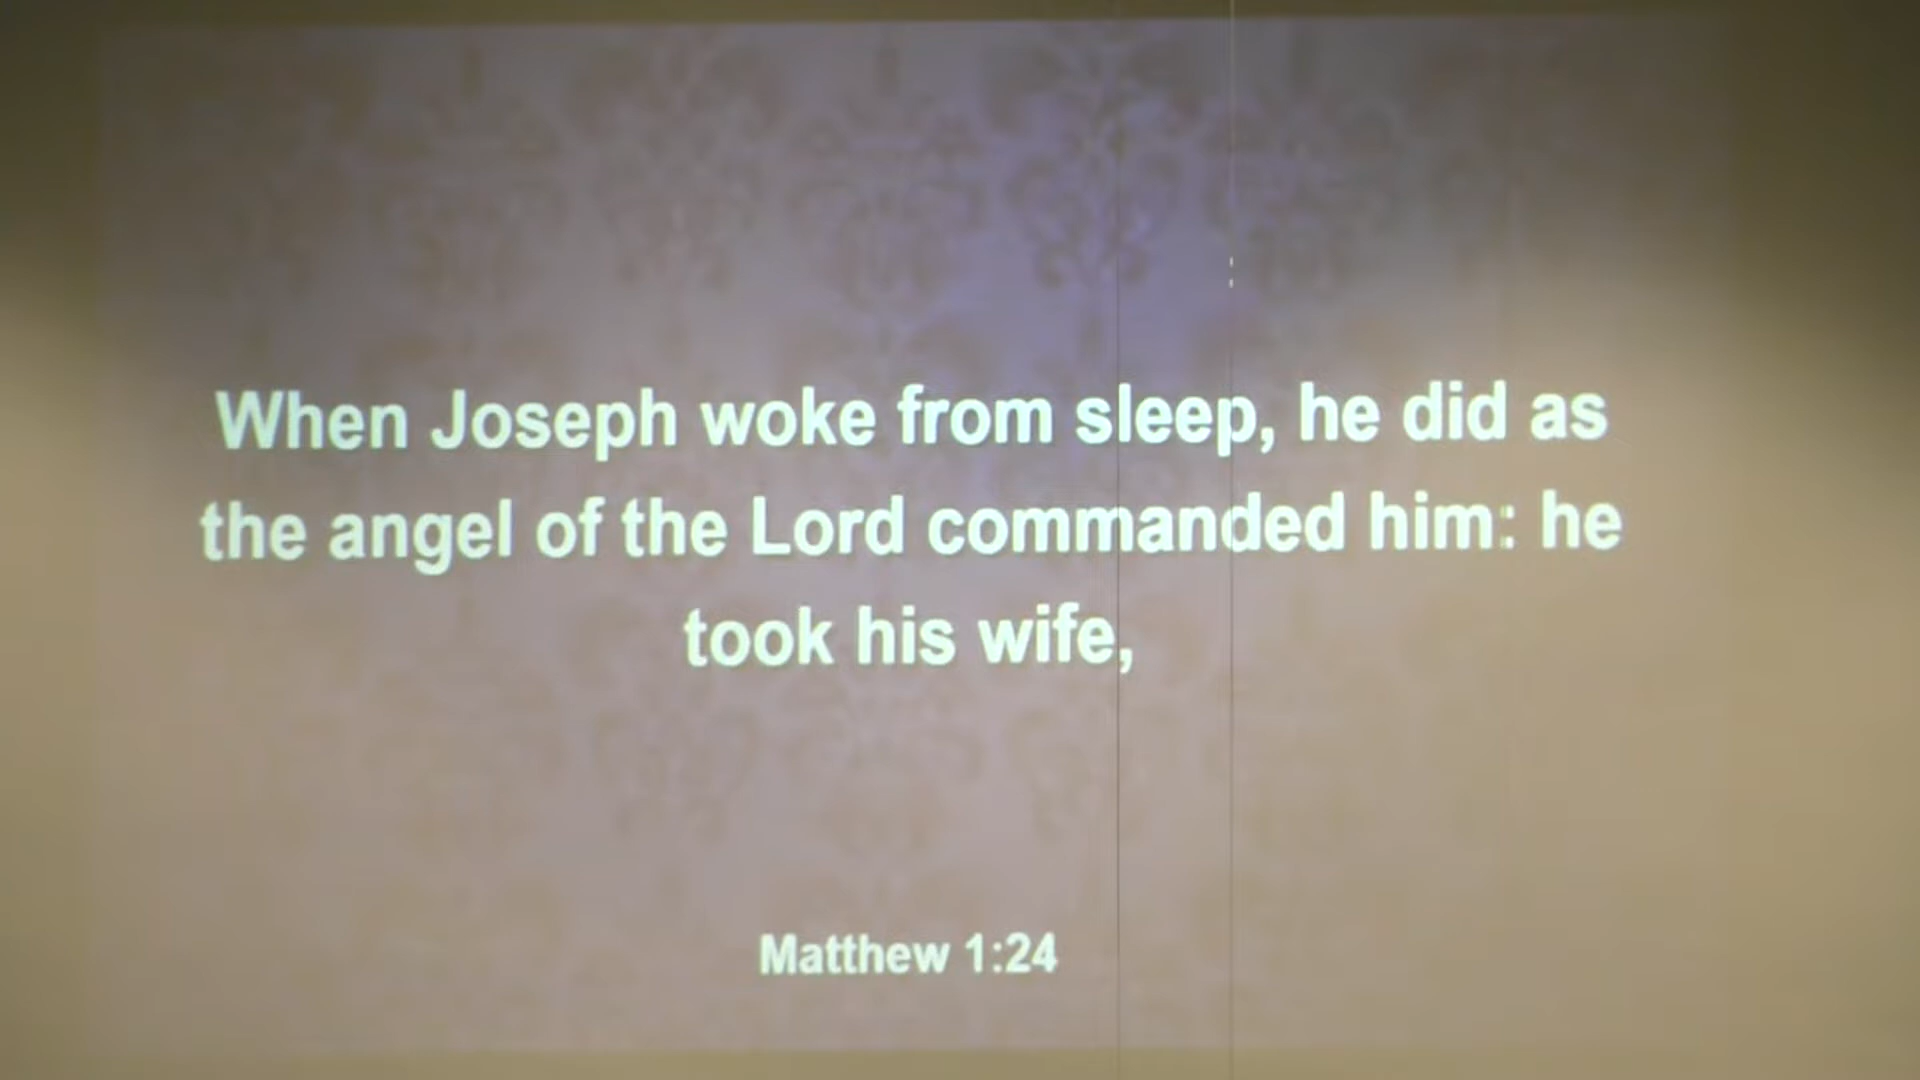 When Joseph woke from sleep, he did as
the angel of the Lord commanded him: he
took his wife,
Matthew 1:24